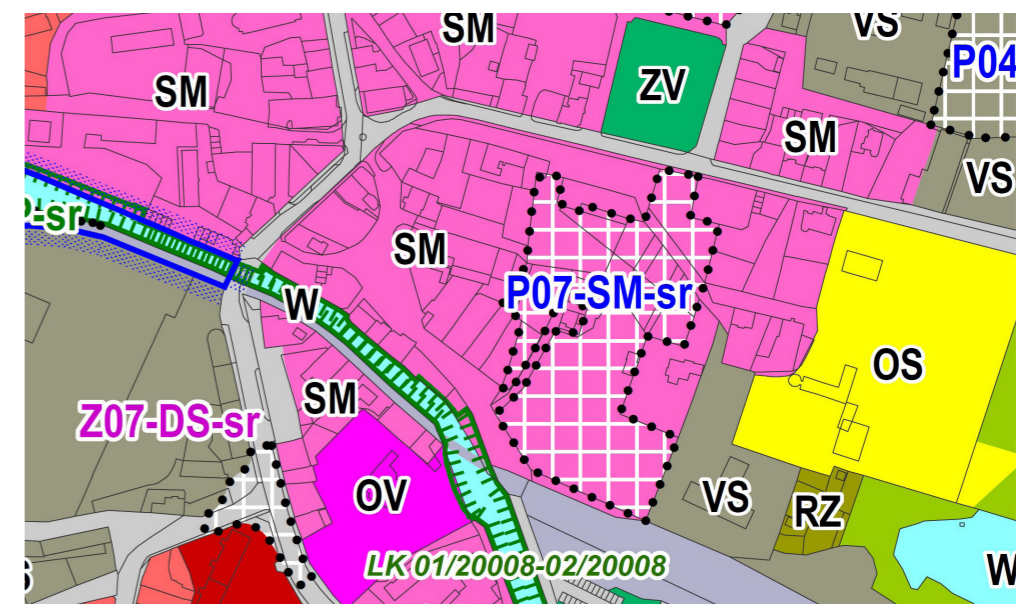 SM
VS
P04
ZV
SM
SM
VS
P-sr
SM
P07-SM-sr
W
OS
SM
Z07-DS-sr
OV
VS
RZ
LK 01/20008-02/20008
W